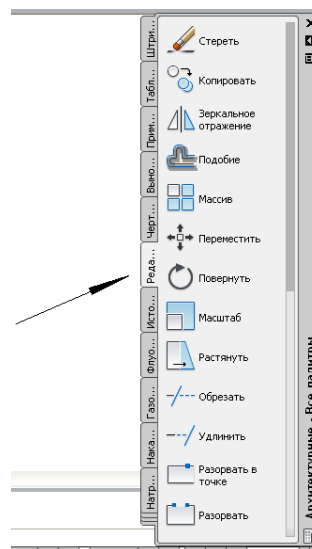 Штри...
Табл...
Прим...
Выно...
Черт...
Реда...
Исто...
Флуо...
Газо...
Нака...
Натр...
Стереть
Копировать
Зеркальное
отражение
Подобие
Массив
Переместить
Повернуть
Масштаб
Растянуть
Обрезать
Удлинить
Разорвать в
точке
Разорвать
Архитектурные - Все палитры